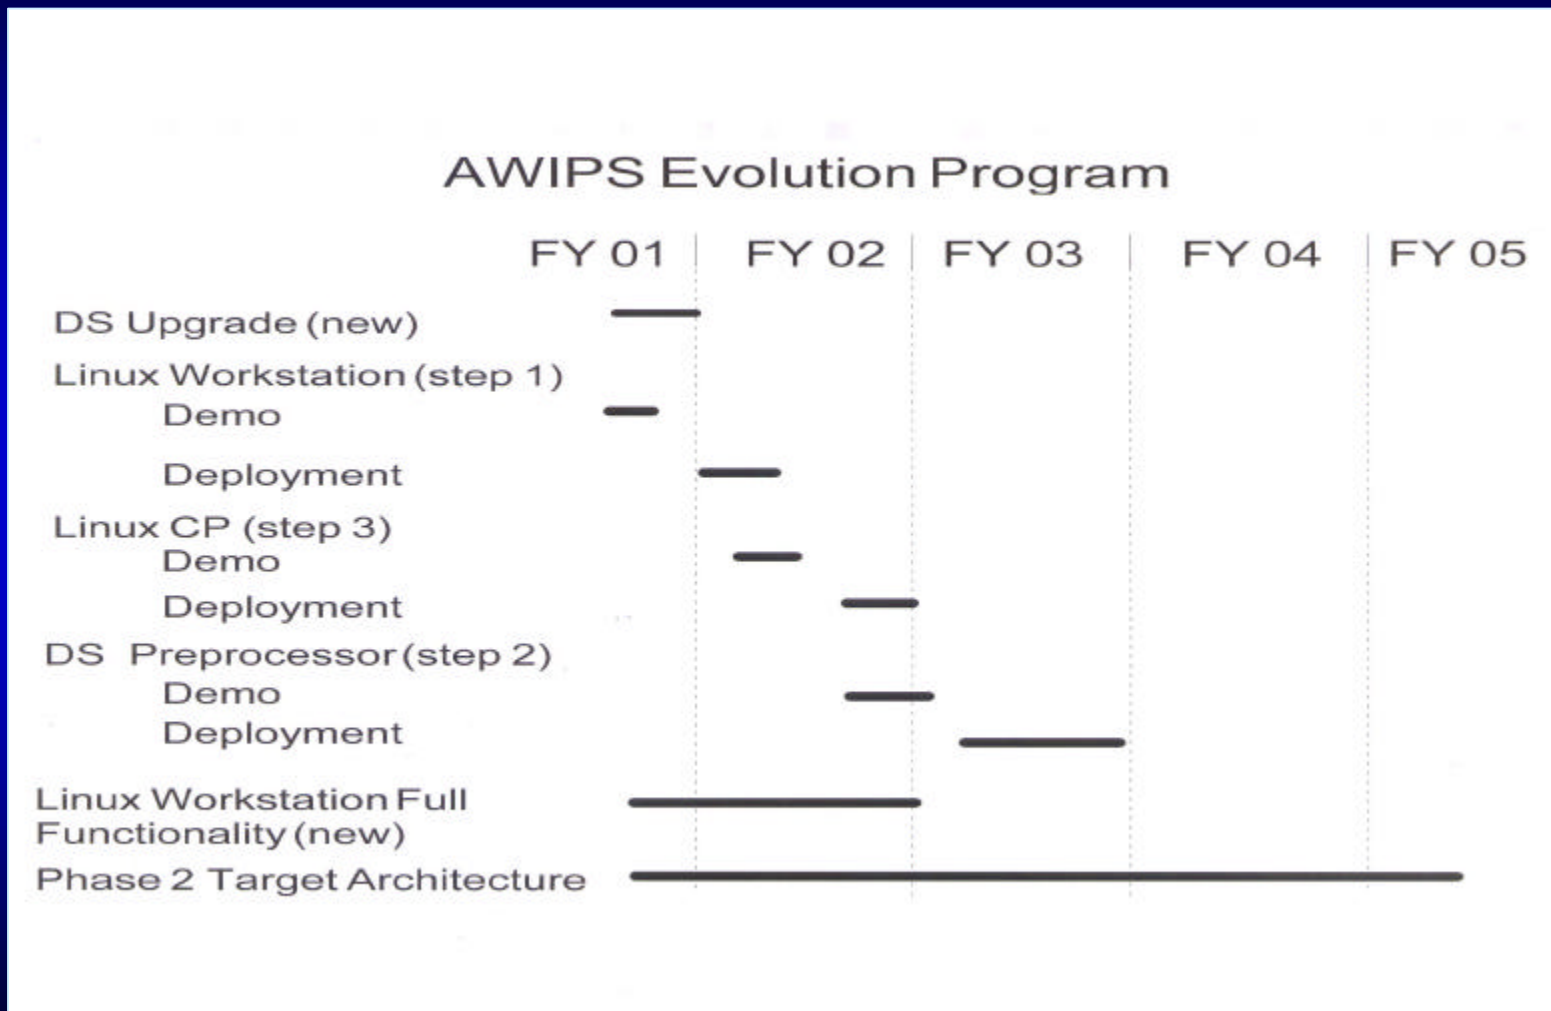 AWIPS Evolution Program
FY 01 FY 02 FY 03 FY 04 FY 05
DS Upgrade (new)
Linux Workstation (step 1)
Demo
Deployment
Linux CP (step 3)
Demo
Deployment
DS Preprocessor (step 2)
Demo
Deployment
Linux Workstation Full
Functionality (new)
Phase 2 Target Architecture